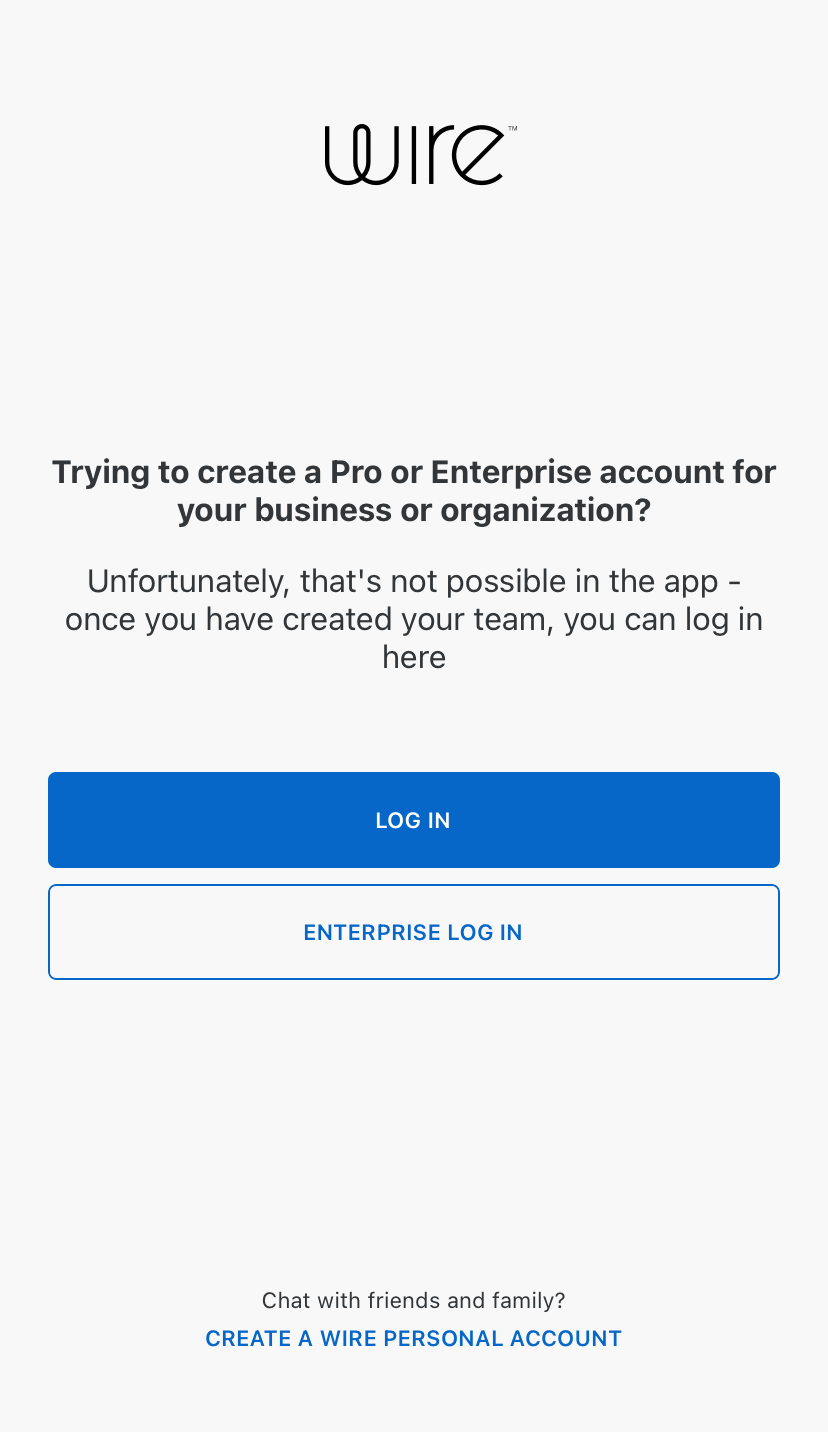 wire™
Trying to create a Pro or Enterprise account for
your business or organization?
Unfortunately, that's not possible in the app -
once you have created your team, you can log in
here
LOG IN
ENTERPRISE LOG IN
Chat with friends and family?
CREATE A WIRE PERSONAL ACCOUNT